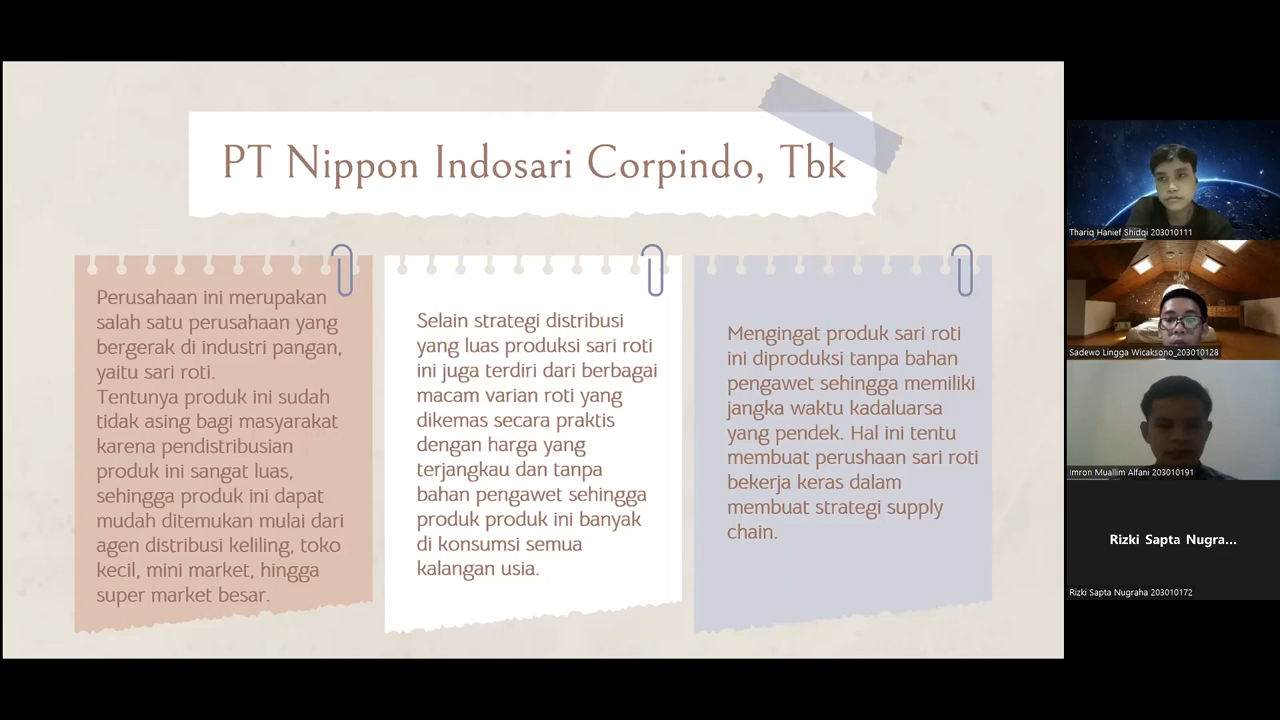 PT Nippon Indosari Corpindo, Tbk
Perusahaan ini merupakan
salah satu perusahaan yang
bergerak di industri pangan,
yaitu sari roti.
Tentunya produk ini sudah
tidak asing bagi masyarakat
karena pendistribusian
produk ini sangat luas,
sehingga produk ini dapat
mudah ditemukan mulai dari
agen distribusi keliling, toko
kecil, mini market, hingga
super market besar.
Selain strategi distribusi
yang luas produksi sari roti
ini juga terdiri dari berbagai
macam varian roti yang
dikemas secara praktis
dengan harga yang
terjangkau dan tanpa
bahan pengawet sehingga
produk produk ini banyak
di konsumsi semua
kalangan usia.
Mengingat produk sari roti
ini diproduksi tanpa bahan
pengawet sehingga memiliki
jangka waktu kadaluarsa
yang pendek. Hal ini tentu
membuat perushaan sari roti
bekerja keras dalam
membuat strategi supply
chain.
Thariq Hanief Shidqi 203010111
Sadewo Lingga Wicaksono_203010128
Imron Muallim Alfani 203010191
Rizki Sapta Nugra...
Rizki Sapta Nugraha 203010172